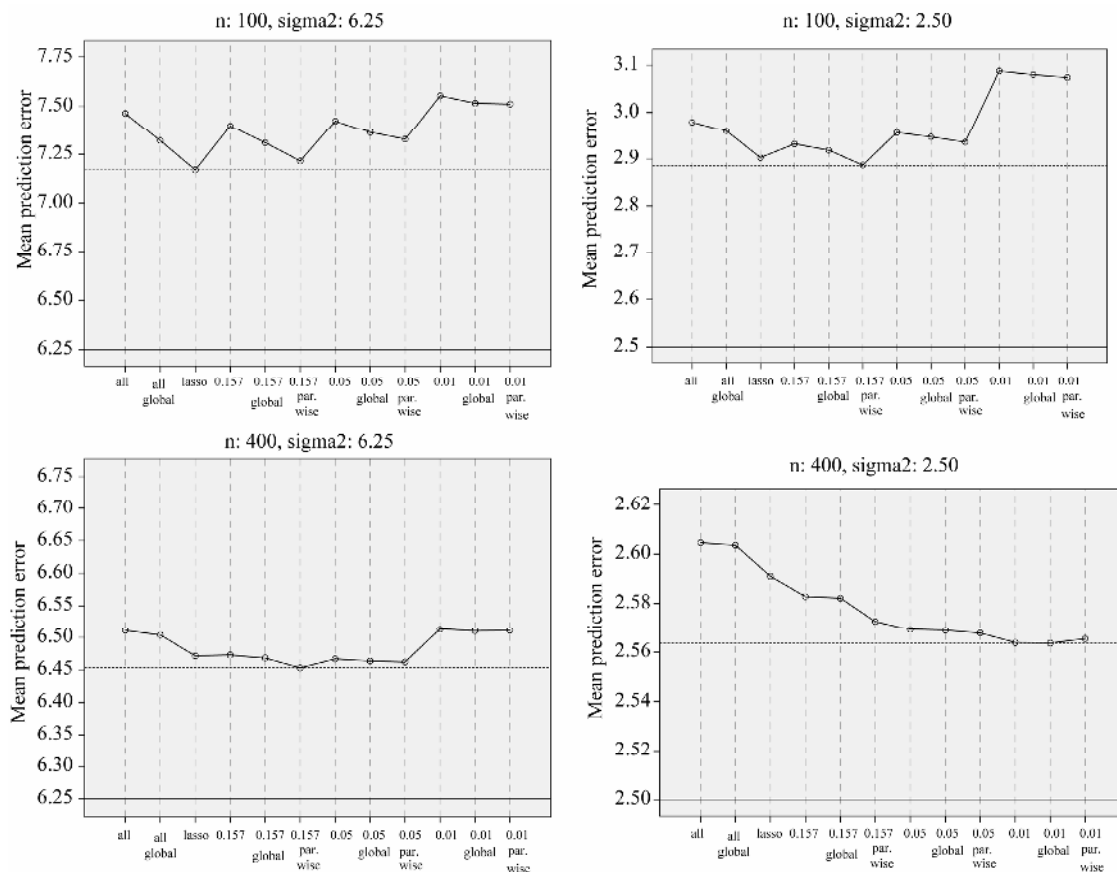 n: 100, sigma2: 6.25
Mean prediction error
7.75
7.50
7.25
7.00
6.75
6.50
6.25
all
all global
lasso
0.157
0.157 global
0.157 par. wise
0.05
0.05 global
0.05 par. wise
0.01
0.01 global
0.01 par. wise
n: 100, sigma2: 2.50
Mean prediction error
3.1
3.0
2.9
2.8
2.7
2.6
2.5
all
all global
lasso
0.157
0.157 global
0.157 par. wise
0.05
0.05 global
0.05 par. wise
0.01
0.01 global
0.01 par. wise
n: 400, sigma2: 6.25
Mean prediction error
6.75
6.70
6.65
6.60
6.55
6.50
6.45
6.40
6.35
6.30
6.25
all
all global
lasso
0.157
0.157 global
0.157 par. wise
0.05
0.05 global
0.05 par. wise
0.01
0.01 global
0.01 par. wise
n: 400, sigma2: 2.50
Mean prediction error
2.62
2.60
2.58
2.56
2.54
2.52
2.50
all
all global
lasso
0.157
0.157 global
0.157 par. wise
0.05
0.05 global
0.05 par. wise
0.01
0.01 global
0.01 par. wise